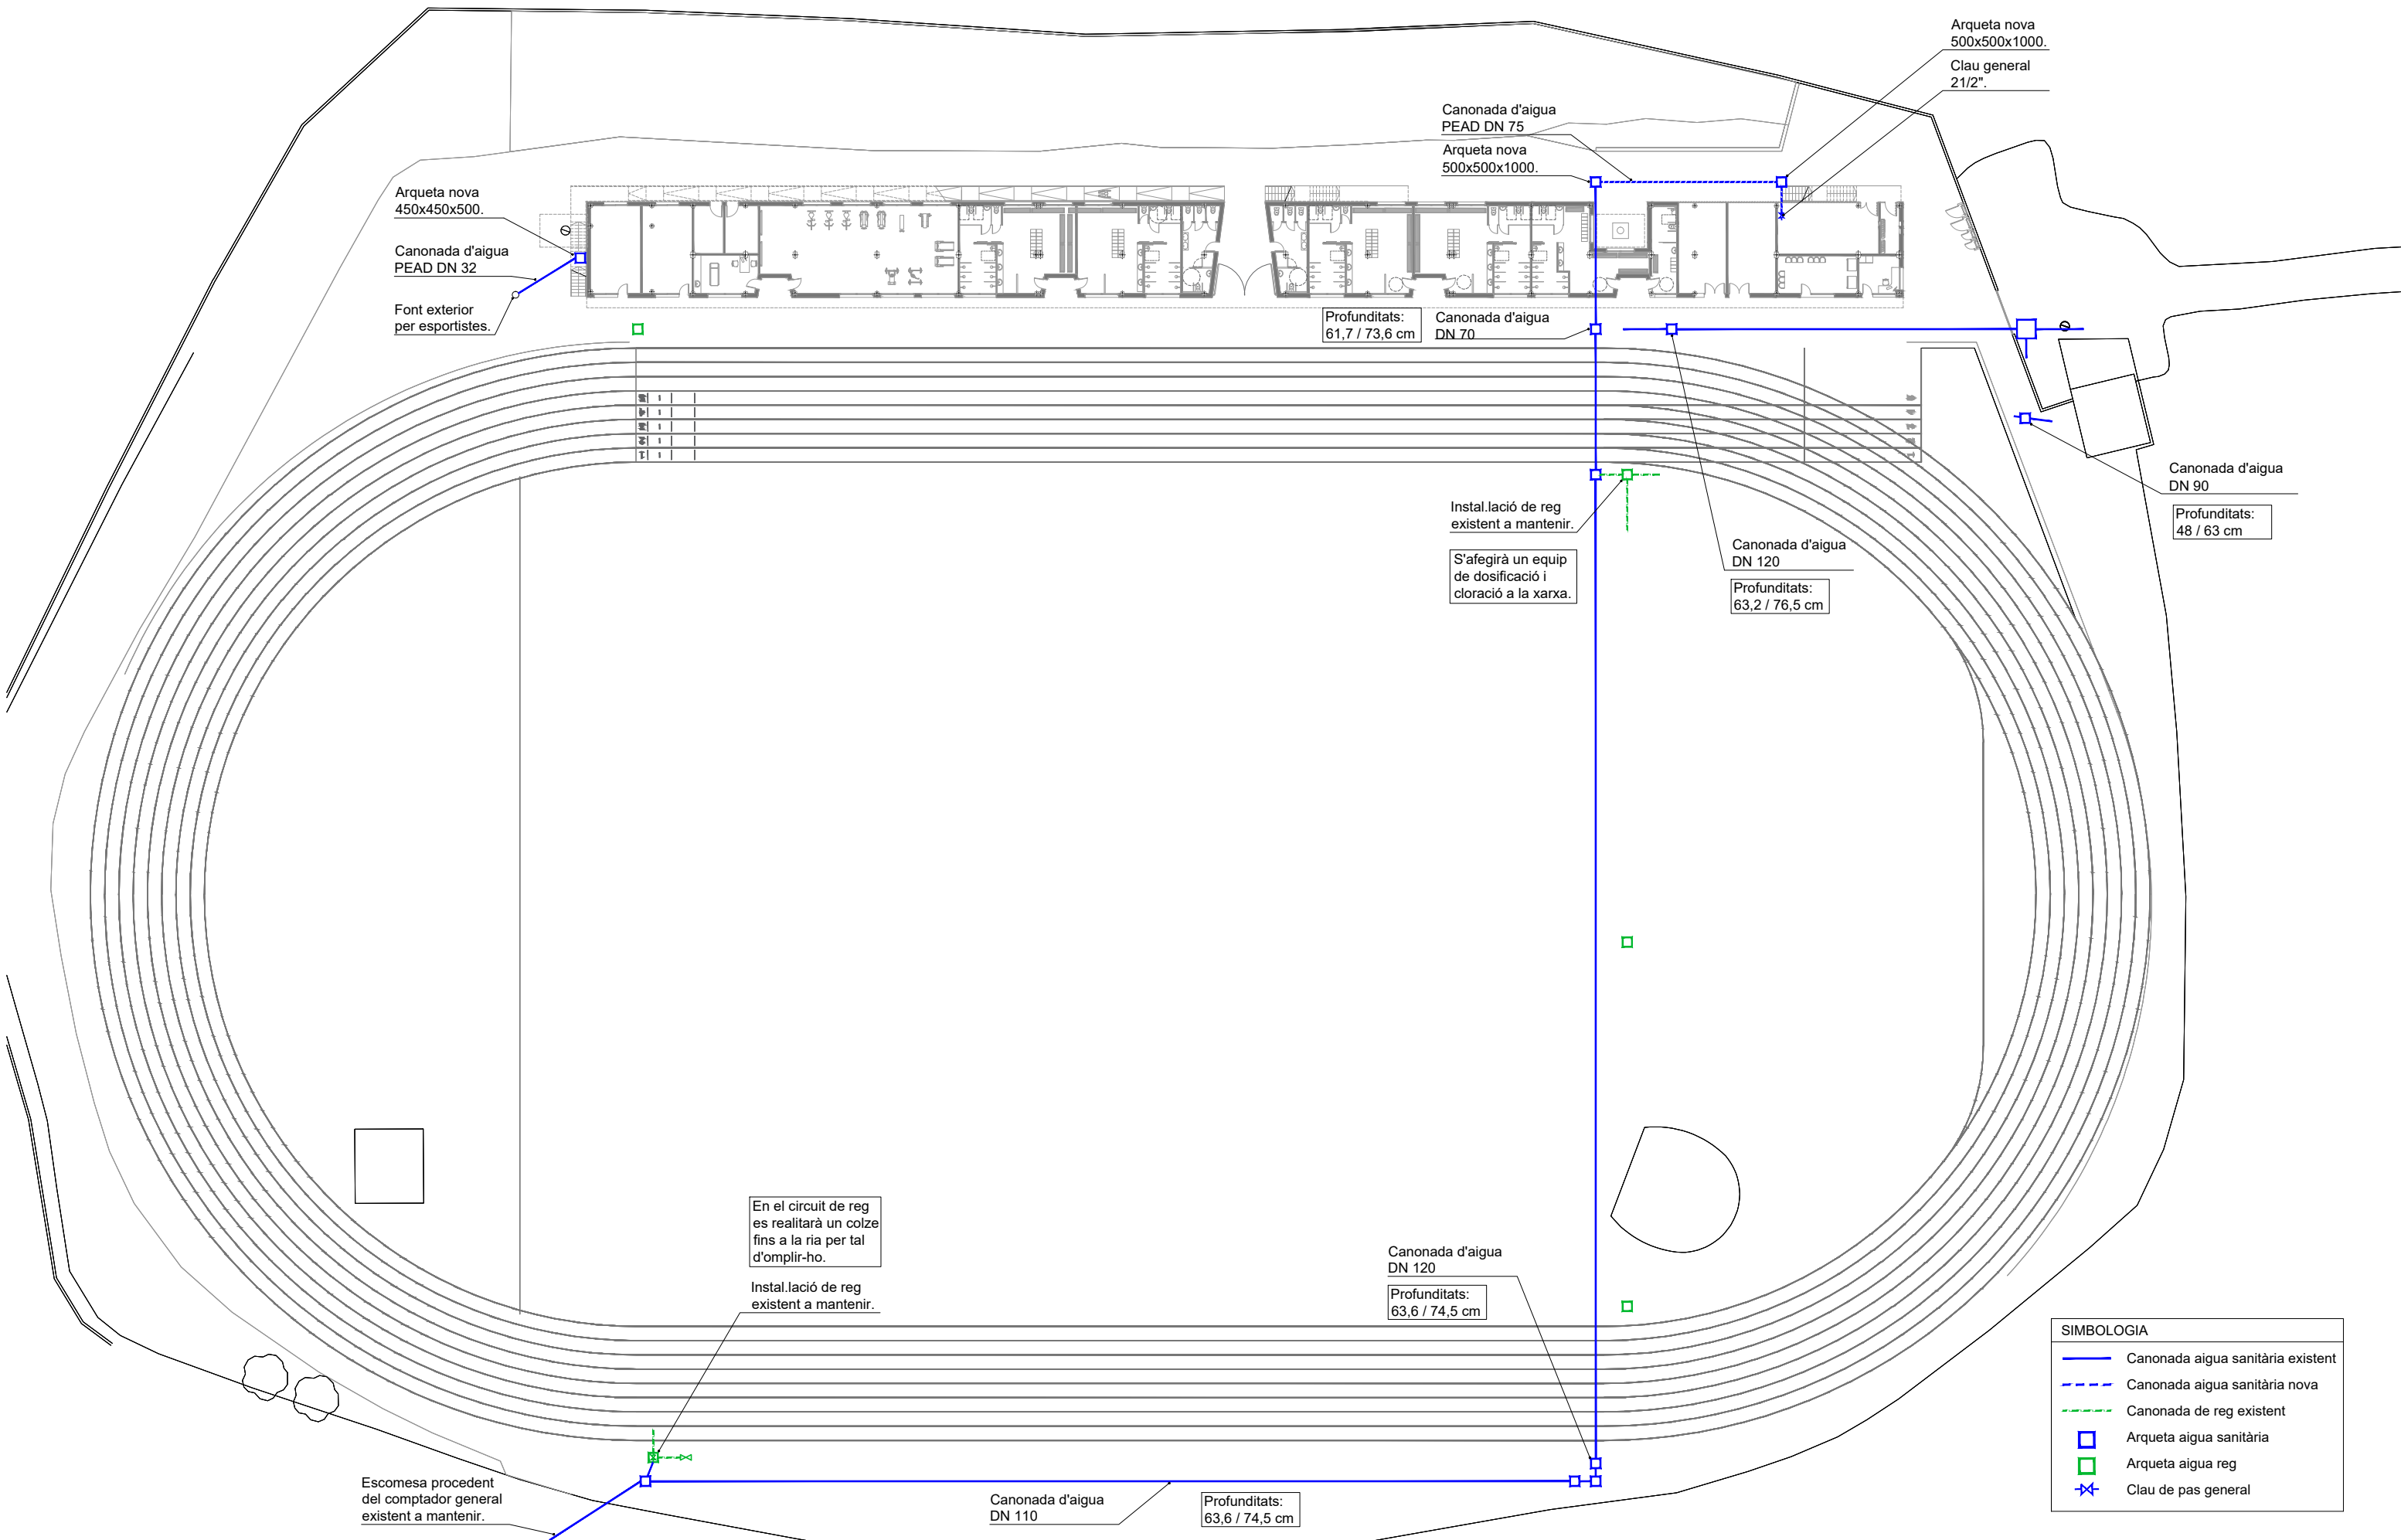 Arqueta nova
500x500x1000.
Clau general
21/2".
Canonada d'aigua
PEAD DN 75
Arqueta nova
500x500x1000.
Arqueta nova
450x450x500.
Canonada d'aigua
PEAD DN 32
Font exterior
per esportistes.
Profunditats:
61,7 / 73,6 cm
Canonada d'aigua
DN 70
Canonada d'aigua
DN 90
Profunditats:
48 / 63 cm
Instal.lació de reg
existent a mantenir.
S'afegirà un equip
de dosificació i
cloració a la xarxa.
Canonada d'aigua
DN 120
Profunditats:
63,2 / 76,5 cm
En el circuit de reg
es realitarà un colze
fins a la ria per tal
d'omplir-ho.
Instal.lació de reg
existent a mantenir.
Canonada d'aigua
DN 120
Profunditats:
63,6 / 74,5 cm
Escomesa procedent
del comptador general
existent a mantenir.
Canonada d'aigua
DN 110
Profunditats:
63,6 / 74,5 cm
SIMBOLOGIA
Canonada aigua sanitària existent
Canonada aigua sanitària nova
Canonada de reg existent
Arqueta aigua sanitària
Arqueta aigua reg
Clau de pas general